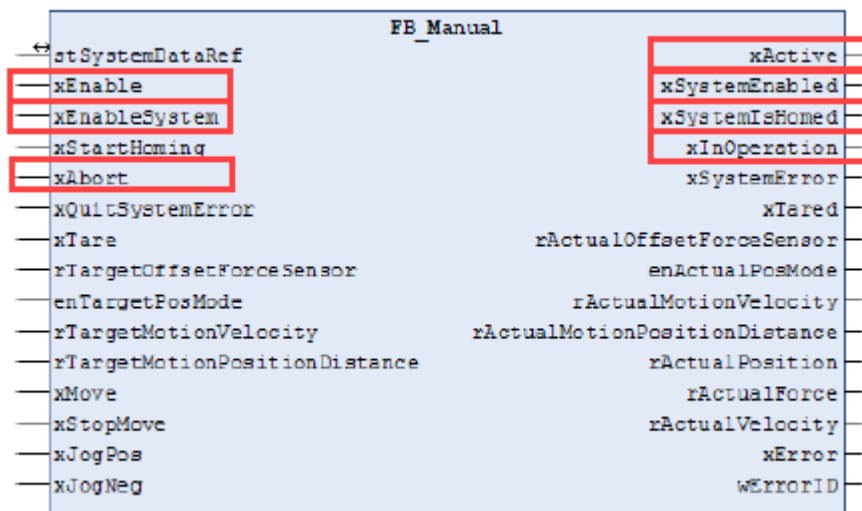 FB_Manual
stSystemDataRef
xActive
xEnable
xSystemEnabled
xEnableSystem
xSystemIsHomed
xStartHoming
xInOperation
xAbort
xSystemError
xQuitSystemError
xTared
xTare
rActualOffsetForceSensor
rTargetOffsetForceSensor
enActualPosMode
enTargetPosMode
rActualMotionVelocity
rTargetMotionVelocity
rActualMotionPositionDistance
rTargetMotionPositionDistance
rActualPosition
xMove
rActualForce
xStopMove
rActualVelocity
xJogPos
xError
xJogNeg
wErrorID